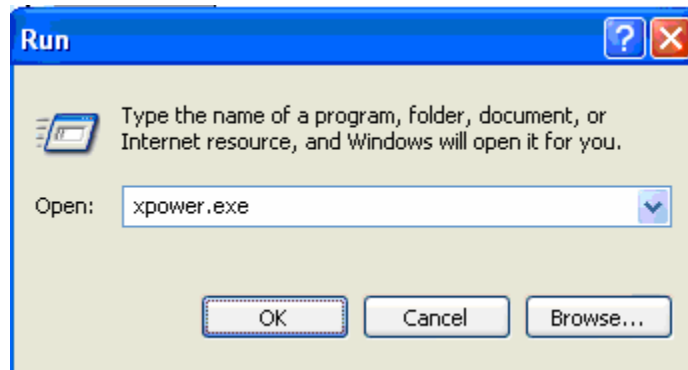 Run
Type the name of a program, folder, document, or
Internet resource, and Windows will open it for you.
Open: xpower.exe
OK Cancel Browse...